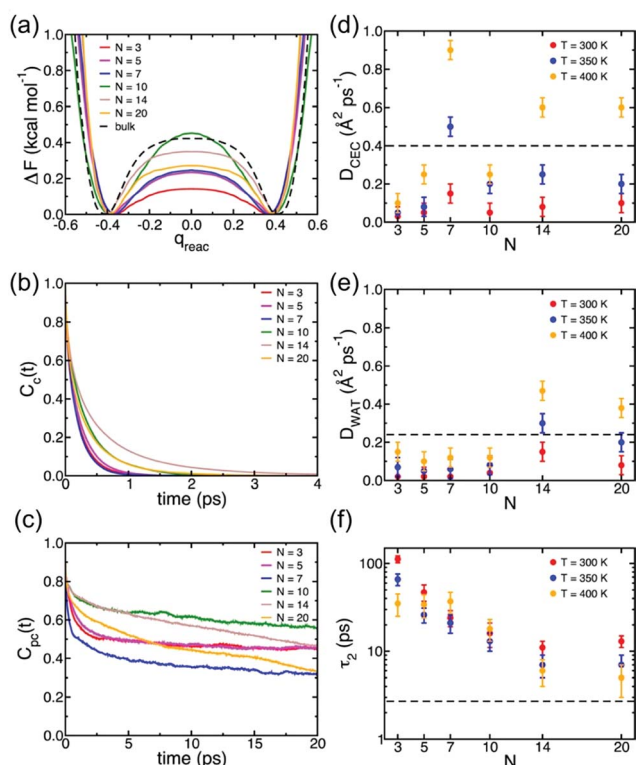 (a)
ΔF (kcal mol⁻¹)
1.0
0.8
0.6
0.4
0.2
0.0
N = 3
N = 5
N = 7
N = 10
N = 14
N = 20
bulk
-0.6 -0.4 -0.2 0.0 0.2 0.4 0.6
q_reac
(b)
C_c(t)
1.0
0.8
0.6
0.4
0.2
0.0
N = 3
N = 5
N = 7
N = 10
N = 14
N = 20
0 1 2 3 4
time (ps)
(c)
C_pc(t)
1.0
0.8
0.6
0.4
0.2
0.0
N = 3
N = 5
N = 7
N = 10
N = 14
N = 20
0 5 10 15 20
time (ps)
(d)
D_CEC (Å² ps⁻¹)
1.0
0.8
0.6
0.4
0.2
0.0
T = 300 K
T = 350 K
T = 400 K
3 5 7 10 14 20
N
(e)
D_WAT (Å² ps⁻¹)
1.0
0.8
0.6
0.4
0.2
0.0
T = 300 K
T = 350 K
T = 400 K
3 5 7 10 14 20
N
(f)
τ₂ (ps)
100
10
1
T = 300 K
T = 350 K
T = 400 K
3 5 7 10 14 20
N